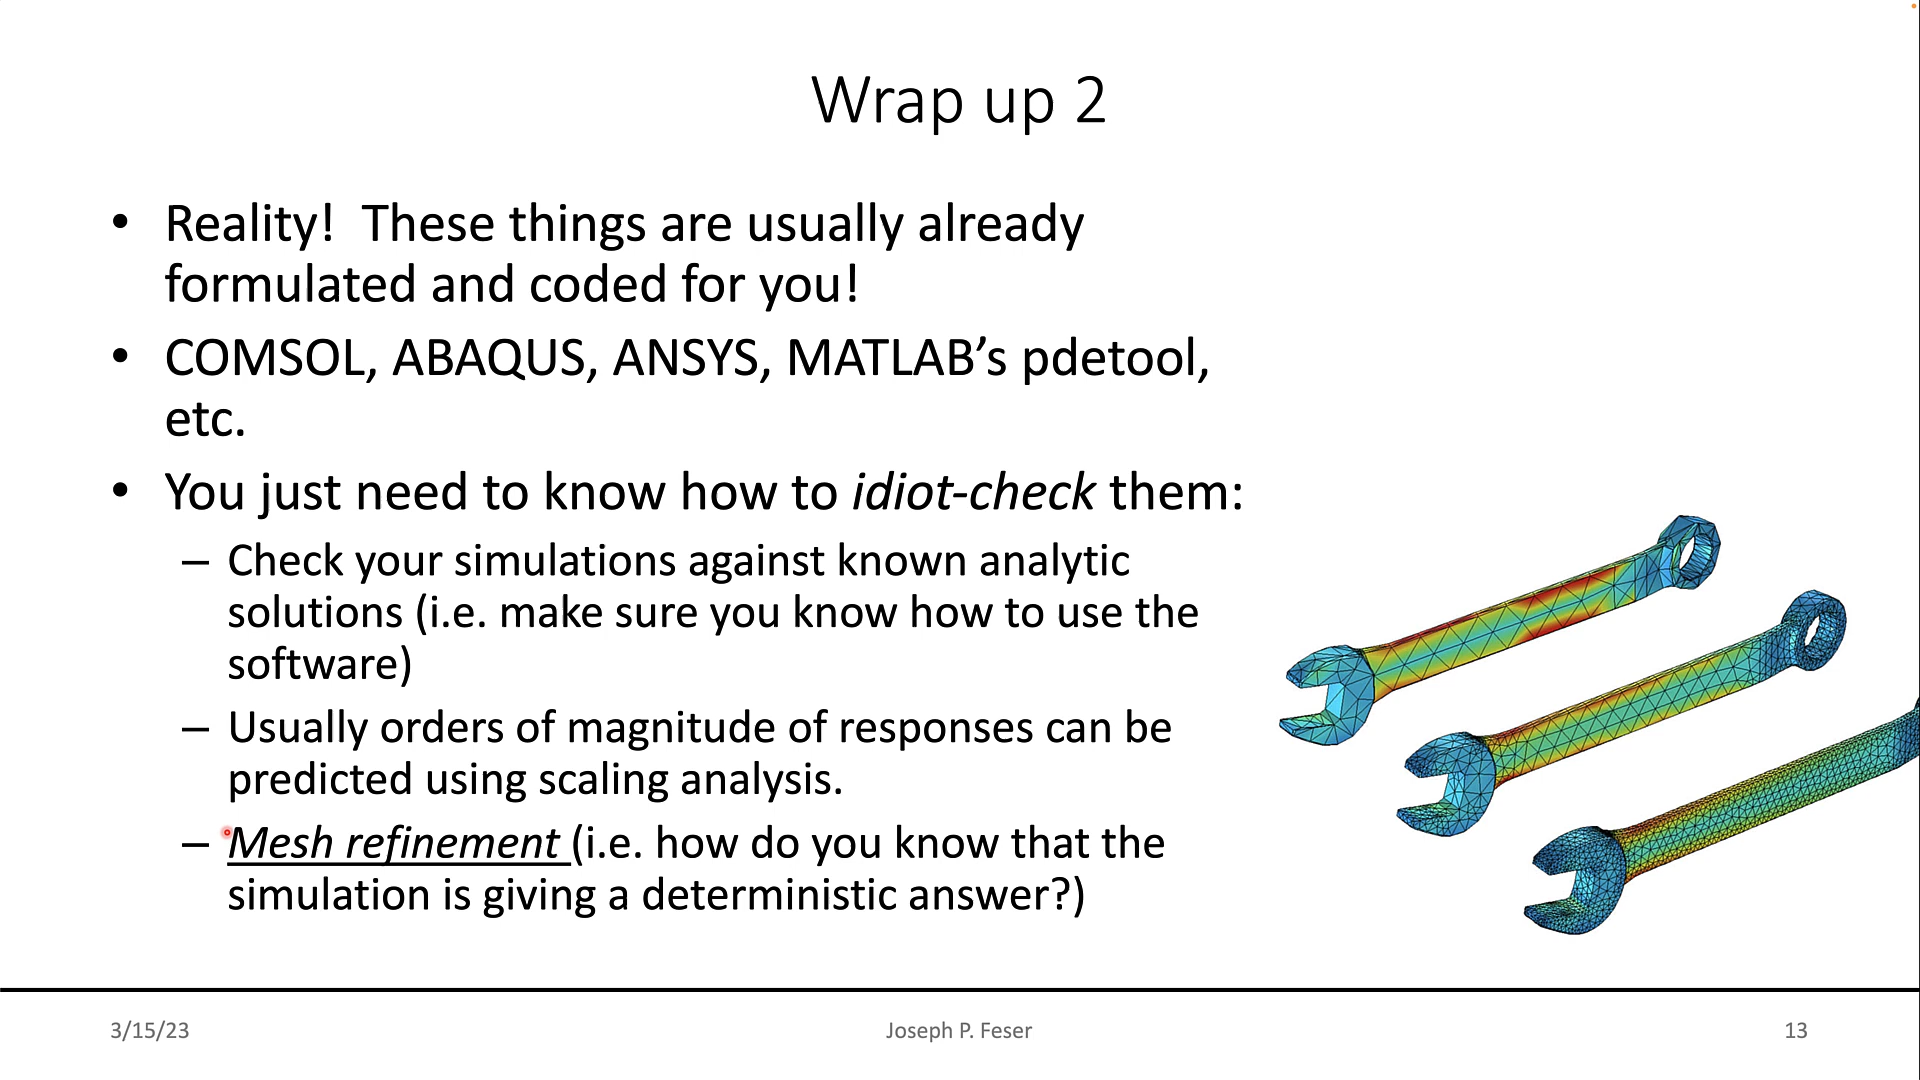 Wrap up 2
• Reality!  These things are usually already
formulated and coded for you!
• COMSOL, ABAQUS, ANSYS, MATLAB’s pdetool,
etc.
• You just need to know how to idiot-check them:
– Check your simulations against known analytic
solutions (i.e. make sure you know how to use the
software)
– Usually orders of magnitude of responses can be
predicted using scaling analysis.
– Mesh refinement (i.e. how do you know that the
simulation is giving a deterministic answer?)
3/15/23
Joseph P. Feser
13